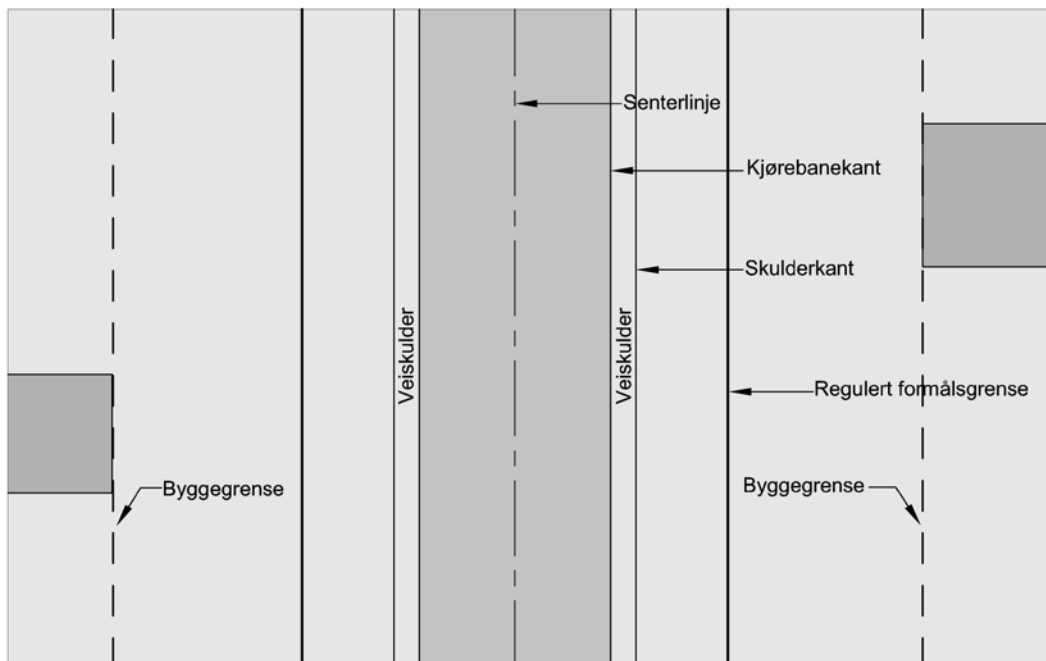 Senterlinje
Kjørebanekant
Skulderkant
Veiskulder
Veiskulder
Regulert formålsgrense
Byggegrense
Byggegrense